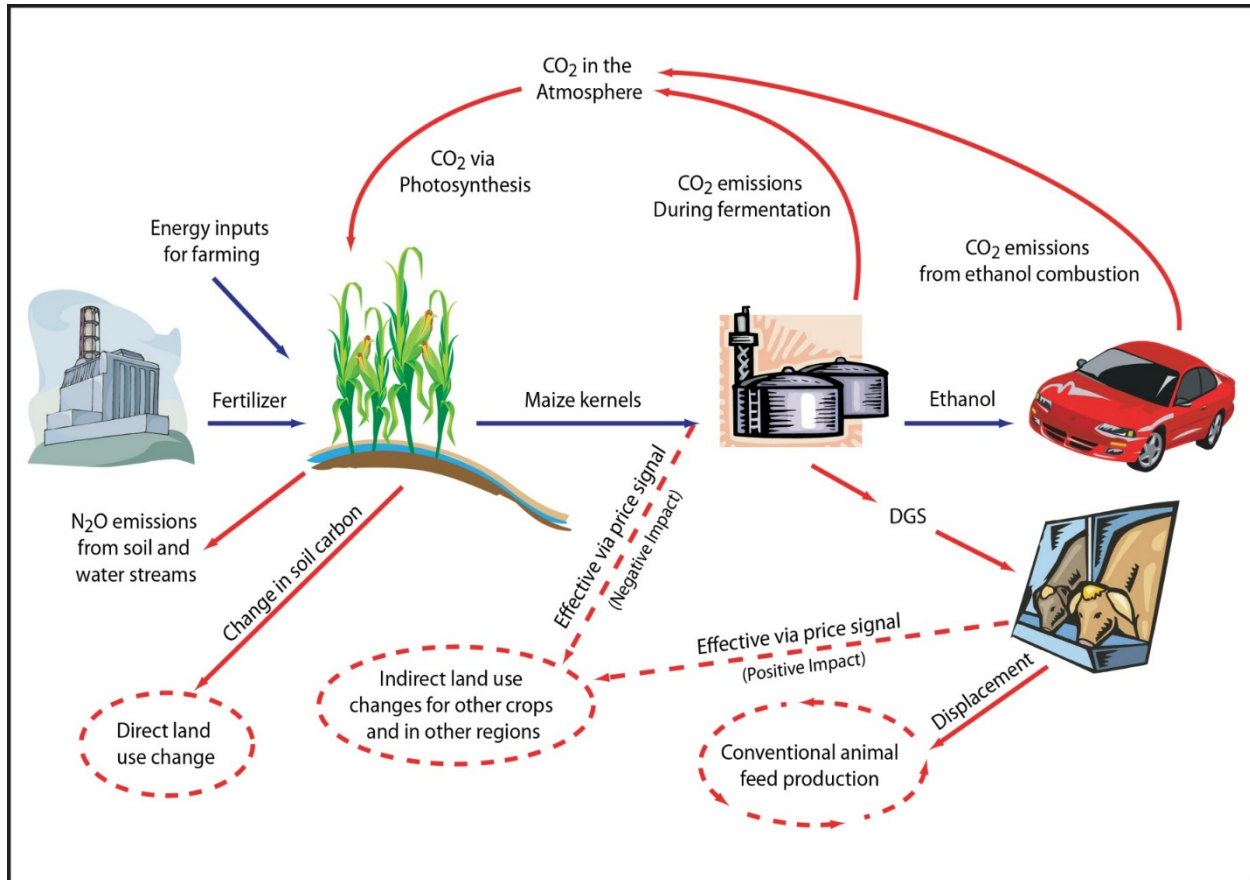 CO₂ in the
Atmosphere
CO₂ via
Photosynthesis
CO₂ emissions
During fermentation
Energy inputs
for farming
CO₂ emissions
from ethanol combustion
Fertilizer
Maize kernels
Ethanol
N₂O emissions
from soil and
water streams
Change in soil carbon
Effective via price signal
(Negative Impact)
DGS
Effective via price signal
(Positive Impact)
Displacement
Direct land
use change
Indirect land use
changes for other crops
and in other regions
Conventional animal
feed production